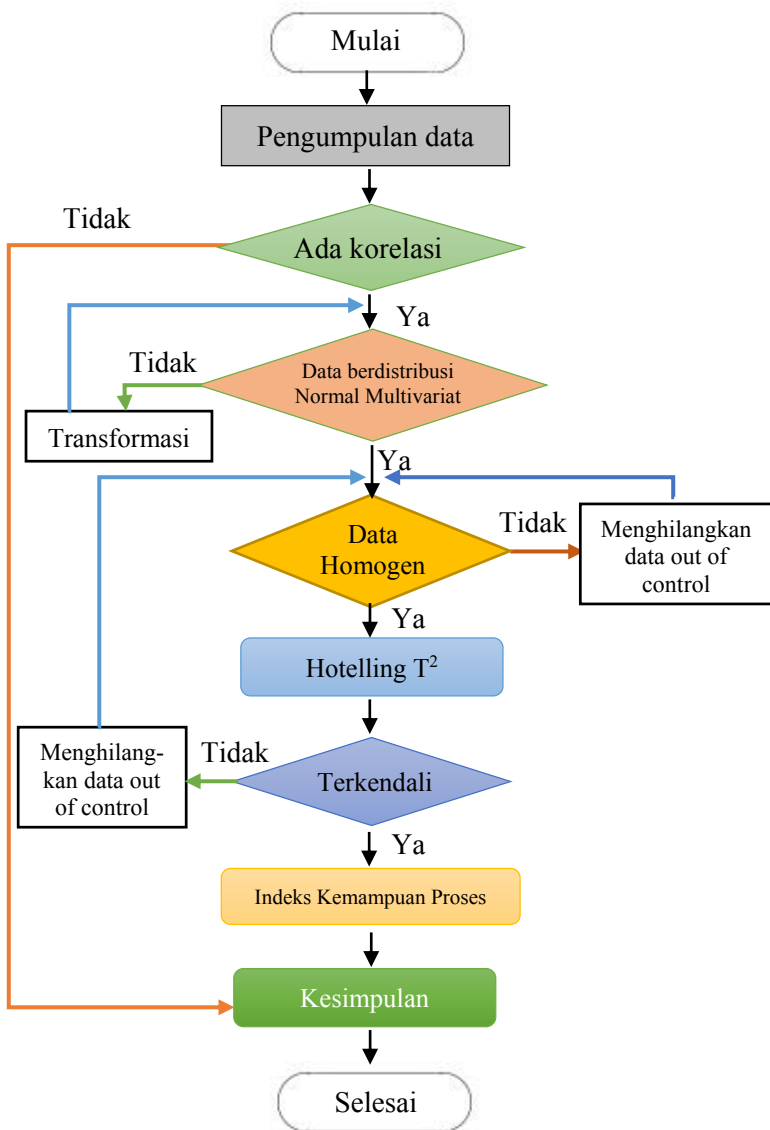 Mulai
Pengumpulan data
Tidak
Ada korelasi
Ya
Tidak
Data berdistribusi
Normal Multivariat
Transformasi
Ya
Data
Homogen
Tidak
Menghilangkan
data out of
control
Ya
Hotelling T²
Menghilang-
kan data out
of control
Tidak
Terkendali
Ya
Indeks Kemampuan Proses
Kesimpulan
Selesai